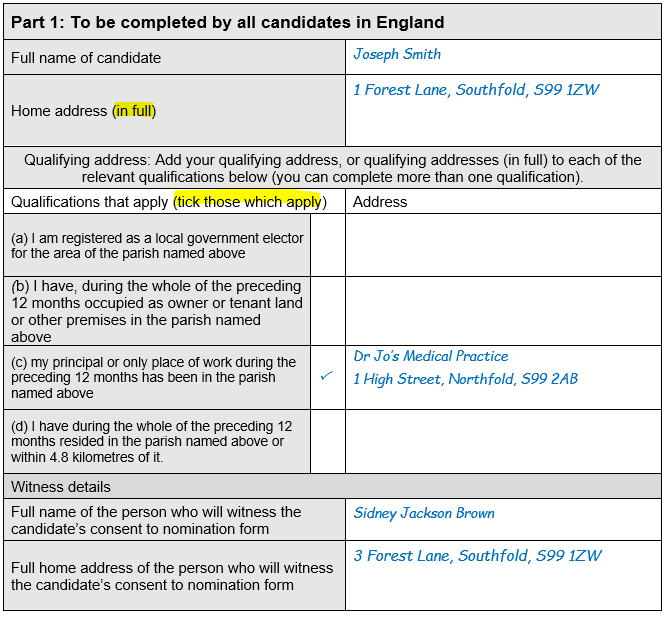 Part 1: To be completed by all candidates in England
Full name of candidate
Joseph Smith
Home address (in full)
1 Forest Lane, Southfold, S99 1ZW
Qualifying address: Add your qualifying address, or qualifying addresses (in full) to each of the
relevant qualifications below (you can complete more than one qualification).
Qualifications that apply (tick those which apply)
Address
(a) I am registered as a local government elector
for the area of the parish named above
(b) I have, during the whole of the preceding
12 months occupied as owner or tenant land
or other premises in the parish named
above
(c) my principal or only place of work during the
preceding 12 months has been in the parish
named above
✓
Dr Jo's Medical Practice
1 High Street, Northfold, S99 2AB
(d) I have during the whole of the preceding 12
months resided in the parish named above or
within 4.8 kilometres of it.
Witness details
Full name of the person who will witness the
candidate's consent to nomination form
Sidney Jackson Brown
Full home address of the person who will witness
the candidate's consent to nomination form
3 Forest Lane, Southfold, S99 1ZW